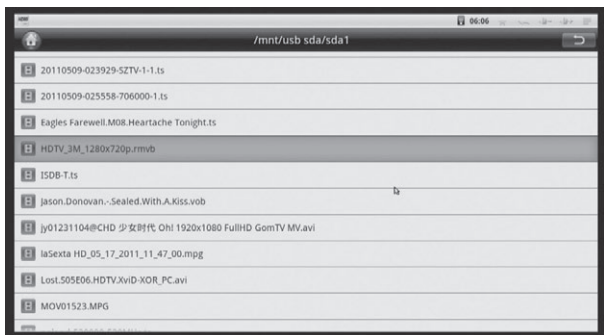 06:06
/mnt/usb sda/sda1
20110509-023929-SZTV-1-1.ts
20110509-025558-706000-1.ts
Eagles Farewell.M08.Heartache Tonight.ts
HDTV_3M_1280x720p.rmvb
ISDB-T.ts
Jason.Donovan.-.Sealed.With.A.Kiss.vob
jy01231104@CHD 少女时代 Oh! 1920x1080 FullHD GomTV MV.avi
laSexta HD_05_17_2011_11_47_00.mpg
Lost.S05E06.HDTV.XviD-XOR_PC.avi
MOV01523.MPG